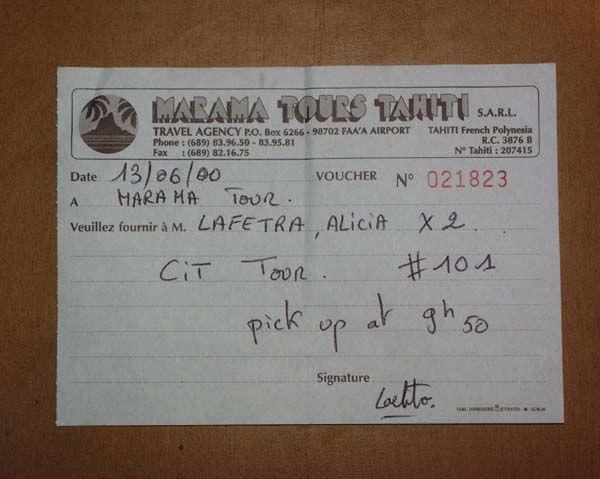 MARAMA TOURS TAHITI S.A.R.L.
TRAVEL AGENCY P.O. Box 6266 - 98702 FAA'A AIRPORT TAHITI French Polynesia
Phone : (689) 83.96.50 - 83.95.81 R.C. 3876 B
Fax : (689) 82.16.75 N° Tahiti : 207415
Date 13/06/00 VOUCHER N° 021823
A MARAMA TOUR.
Veuillez fournir à M. LAFETRA, ALICIA X 2
CiT TOUR. #101
pick up at 9h 50
Signature